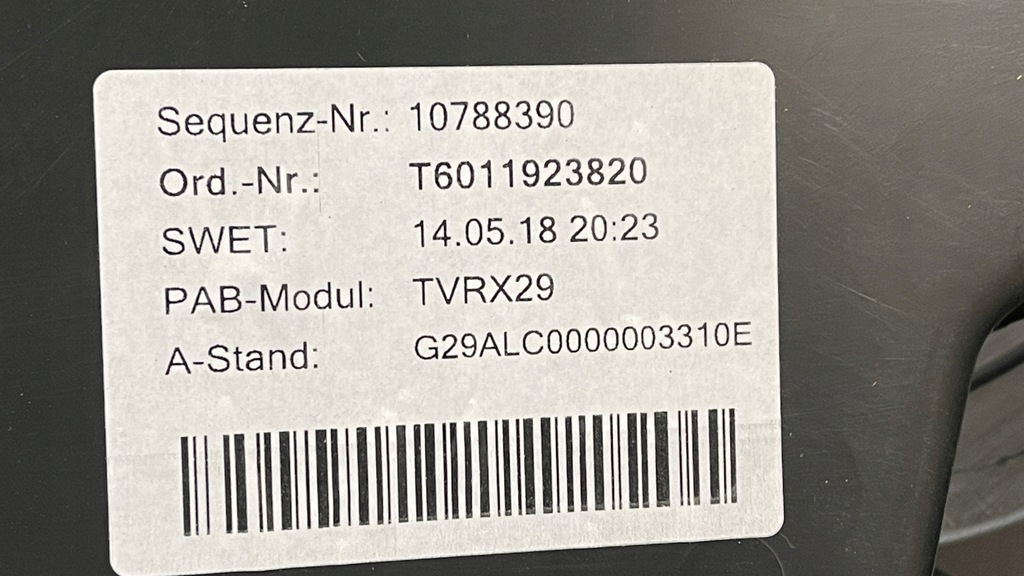 Sequenz-Nr.: 10788390
Ord.-Nr.: T6011923820
SWET: 14.05.18 20:23
PAB-Modul: TVRX29
A-Stand: G29ALC0000003310E